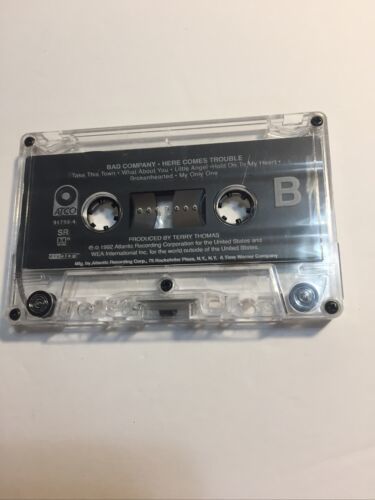 BAD COMPANY • HERE COMES TROUBLE
Take This Town • What About You • Little Angel • Hold On To My Heart •
Brokenhearted • My Only One
B
ATCO
91759-4
SR
PRODUCED BY TERRY THOMAS
℗ © 1992 Atlantic Recording Corporation for the United States and
WEA International Inc. for the world outside of the United States.
Mfg. by Atlantic Recording Corp., 75 Rockefeller Plaza, N.Y., N.Y. A Time Warner Company